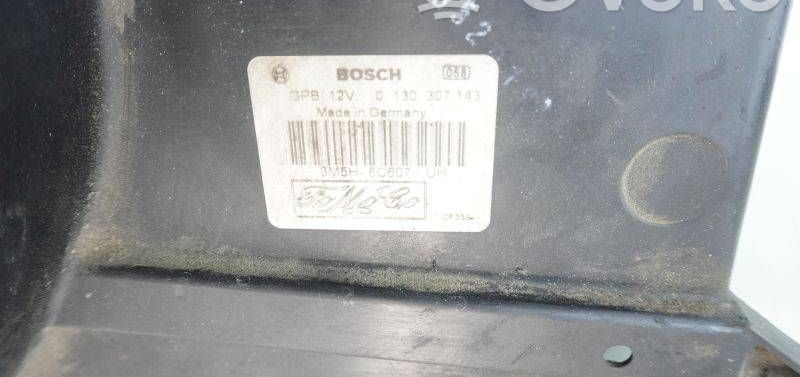 BOSCH 058
GPB 12V 0 130 307 143
Made in Germany
3M5H-8C607-UH
FoMoCo